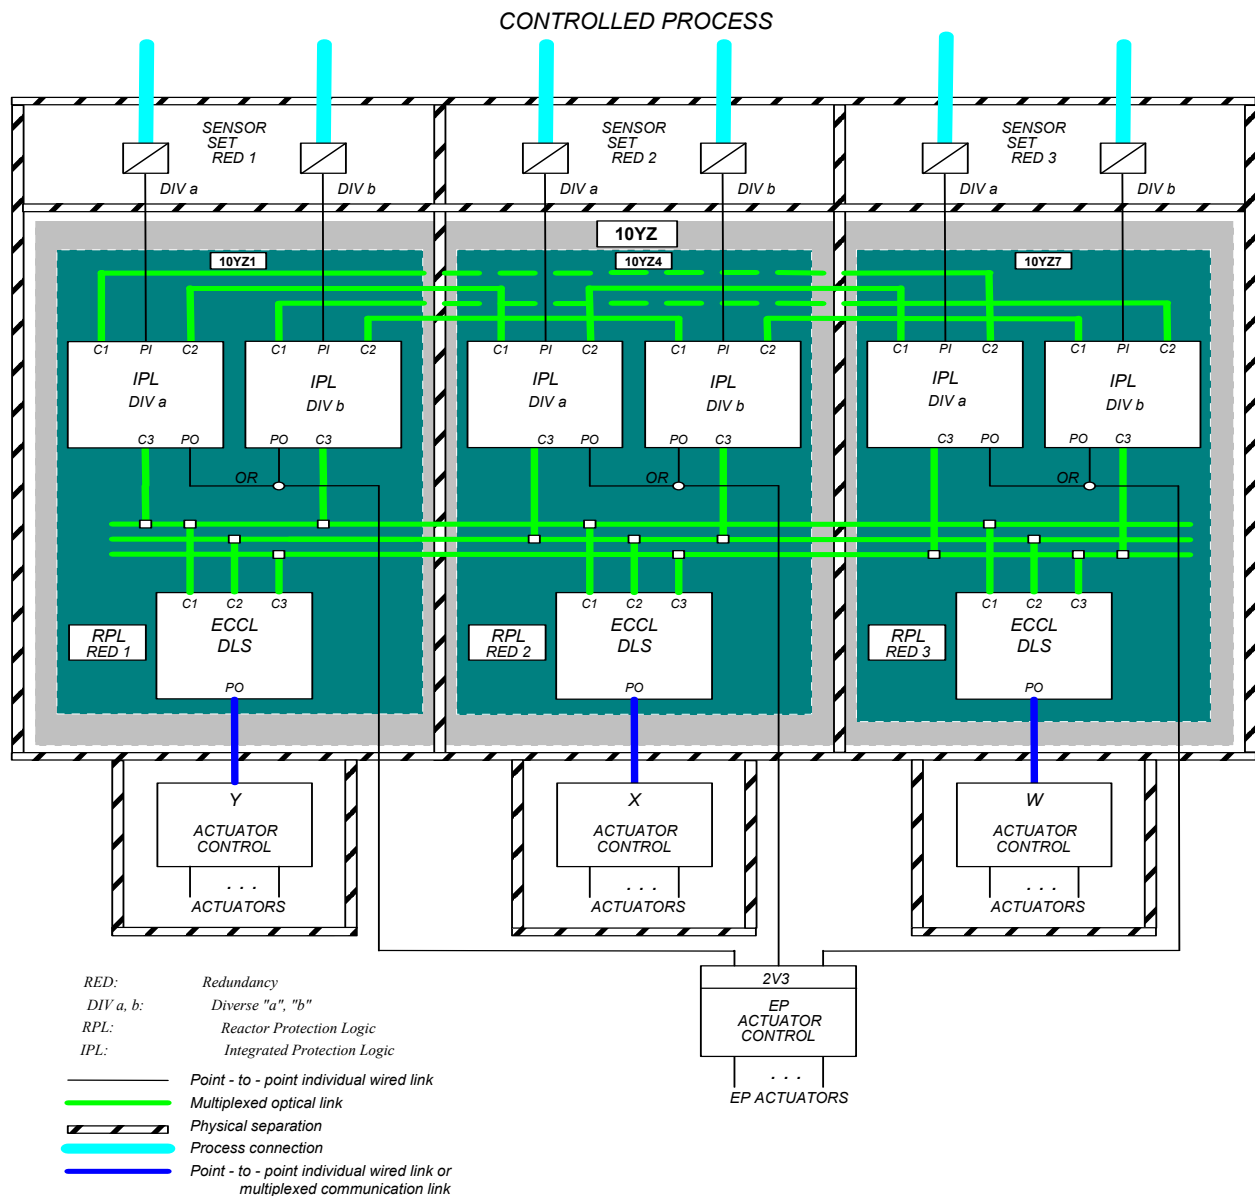 CONTROLLED PROCESS
SENSOR
SET
RED 1
SENSOR
SET
RED 2
SENSOR
SET
RED 3
DIV a
DIV b
DIV a
DIV b
DIV a
DIV b
10YZ
10YZ1
10YZ4
10YZ7
C1 PI C2
C1 PI C2
C1 PI C2
C1 PI C2
C1 PI C2
C1 PI C2
IPL
DIV a
IPL
DIV b
IPL
DIV a
IPL
DIV b
IPL
DIV a
IPL
DIV b
C3 PO
PO C3
C3 PO
PO C3
C3 PO
PO C3
OR
OR
OR
C1 C2 C3
C1 C2 C3
C1 C2 C3
RPL
RED 1
ECCL
DLS
RPL
RED 2
ECCL
DLS
RPL
RED 3
ECCL
DLS
PO
PO
PO
Y
ACTUATOR
CONTROL
X
ACTUATOR
CONTROL
W
ACTUATOR
CONTROL
. . .
. . .
. . .
ACTUATORS
ACTUATORS
ACTUATORS
2V3
EP
ACTUATOR
CONTROL
. . .
EP ACTUATORS
RED: Redundancy
DIV a, b: Diverse "a", "b"
RPL: Reactor Protection Logic
IPL: Integrated Protection Logic
Point - to - point individual wired link
Multiplexed optical link
Physical separation
Process connection
Point - to - point individual wired link or
multiplexed communication link